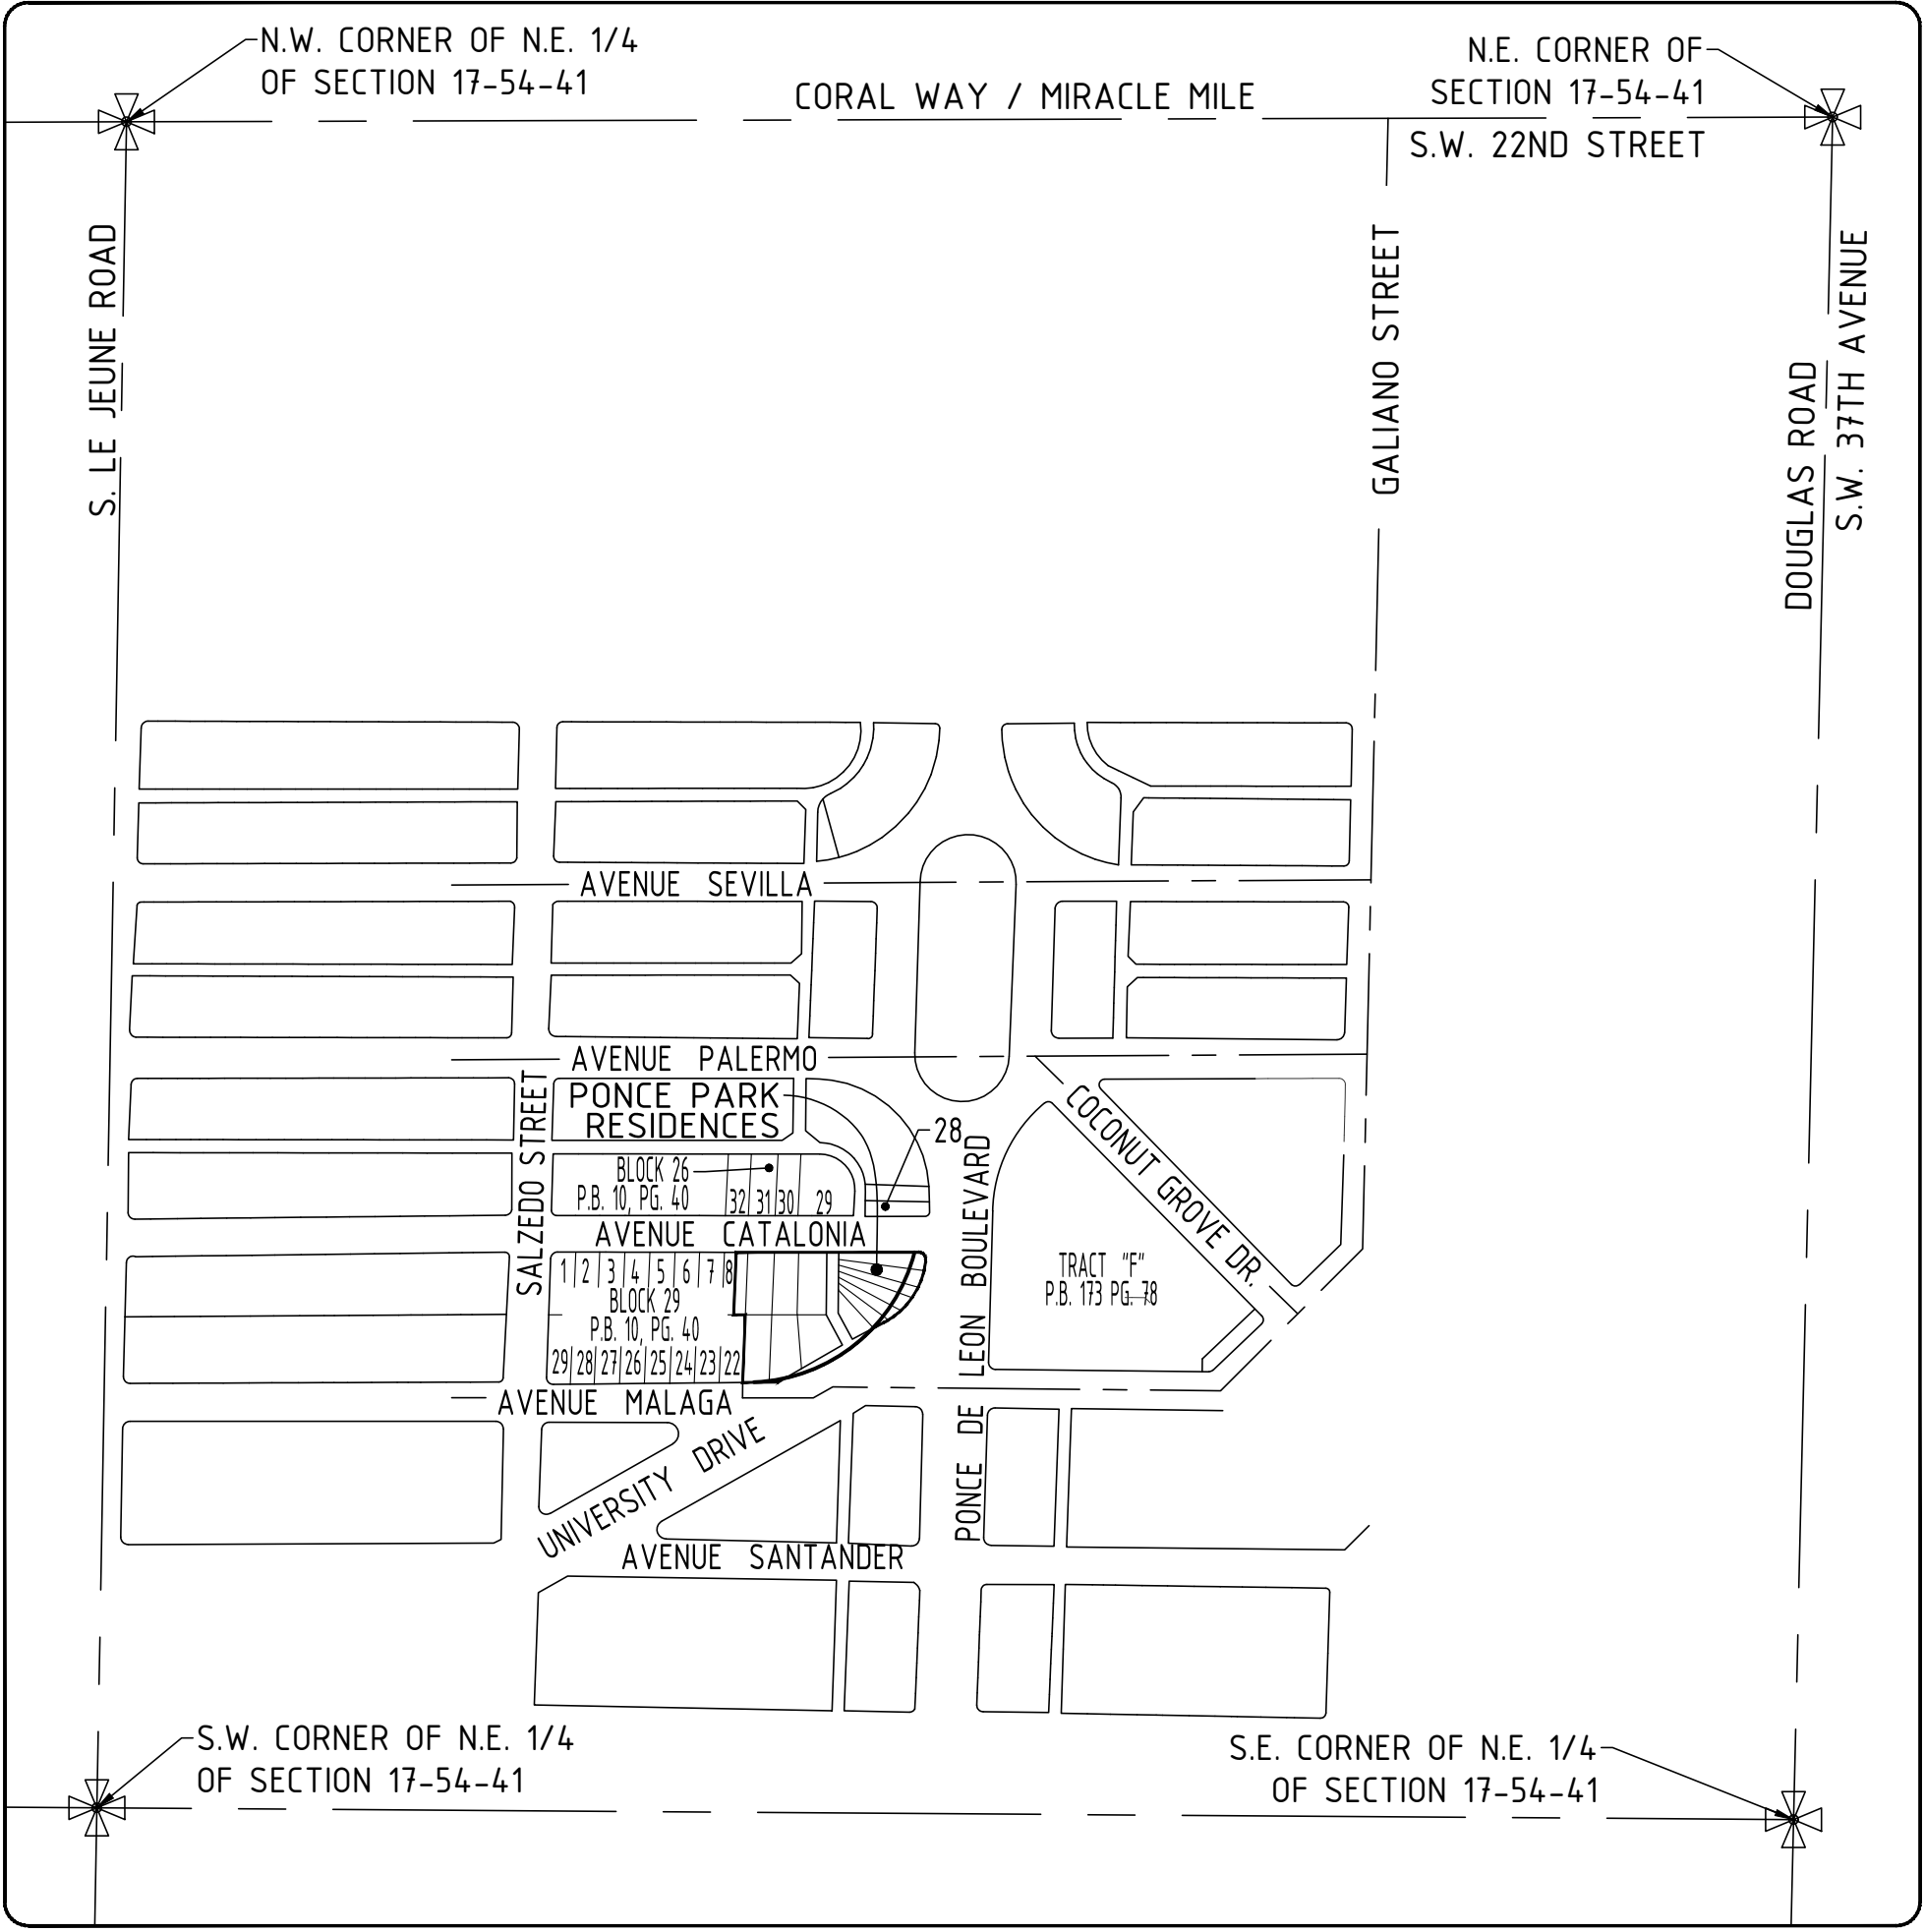 N.W. CORNER OF N.E. 1/4
OF SECTION 17-54-41
N.E. CORNER OF
SECTION 17-54-41
CORAL WAY / MIRACLE MILE
S.W. 22ND STREET
S. LE JEUNE ROAD
GALIANO STREET
DOUGLAS ROAD
S.W. 37TH AVENUE
AVENUE SEVILLA
AVENUE PALERMO
SALZEDO STREET
PONCE PARK
RESIDENCES
COCONUT GROVE DR.
28
BLOCK 26
P.B. 10, PG. 40
32 31 30 29
AVENUE CATALONIA
PONCE DE LEON BOULEVARD
1 2 3 4 5 6 7 8
BLOCK 29
P.B. 10, PG. 40
29 28 27 26 25 24 23 22
TRACT "F"
P.B. 173 PG. 78
AVENUE MALAGA
UNIVERSITY DRIVE
AVENUE SANTANDER
S.W. CORNER OF N.E. 1/4
OF SECTION 17-54-41
S.E. CORNER OF N.E. 1/4
OF SECTION 17-54-41